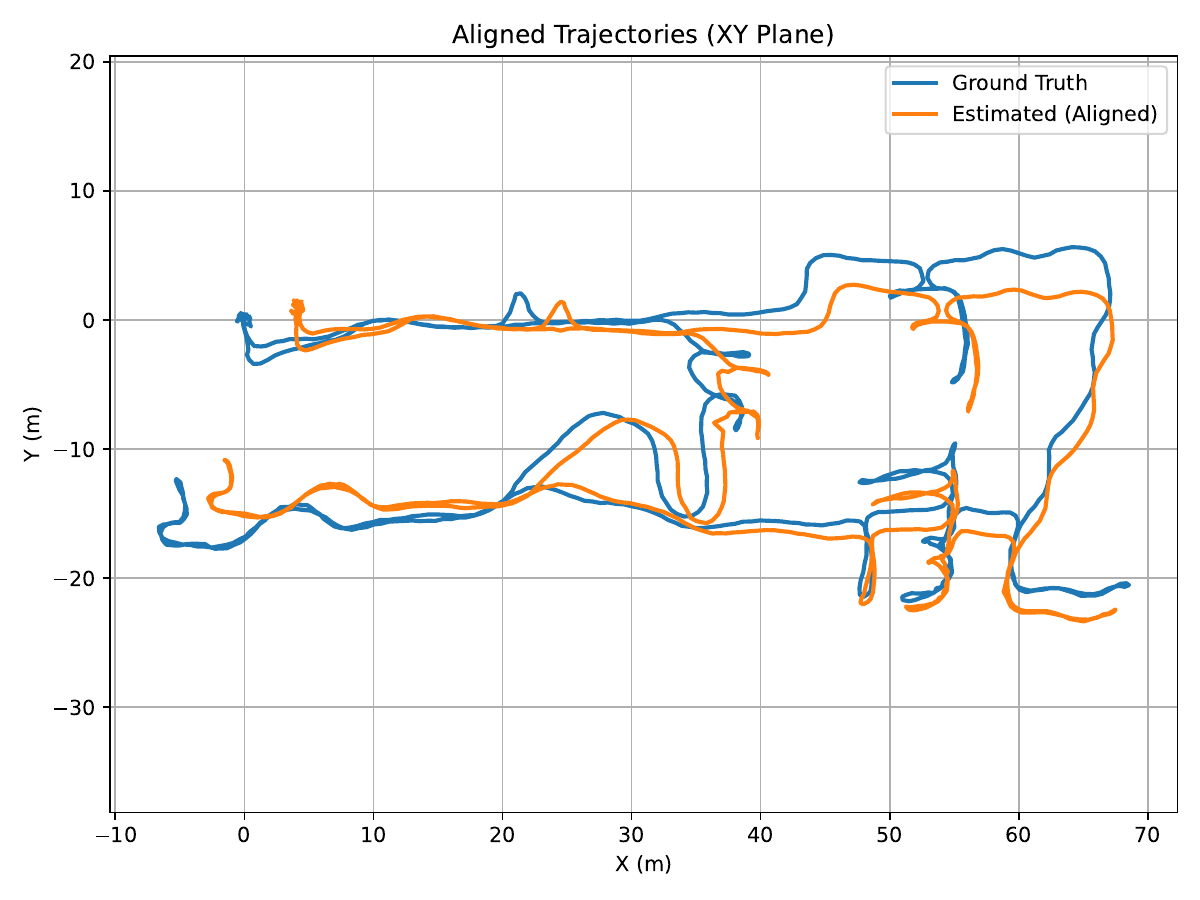 Aligned Trajectories (XY Plane)
Ground Truth
Estimated (Aligned)
20
10
0
−10
−20
−30
Y (m)
−10 0 10 20 30 40 50 60 70
X (m)